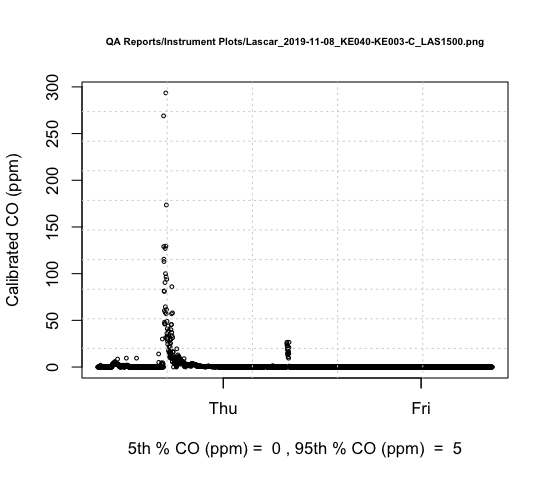 QA Reports/Instrument Plots/Lascar_2019-11-08_KE040-KE003-C_LAS1500.png
300
250
200
150
100
50
0
Calibrated CO (ppm)
Thu Fri
5th % CO (ppm) = 0 , 95th % CO (ppm) = 5